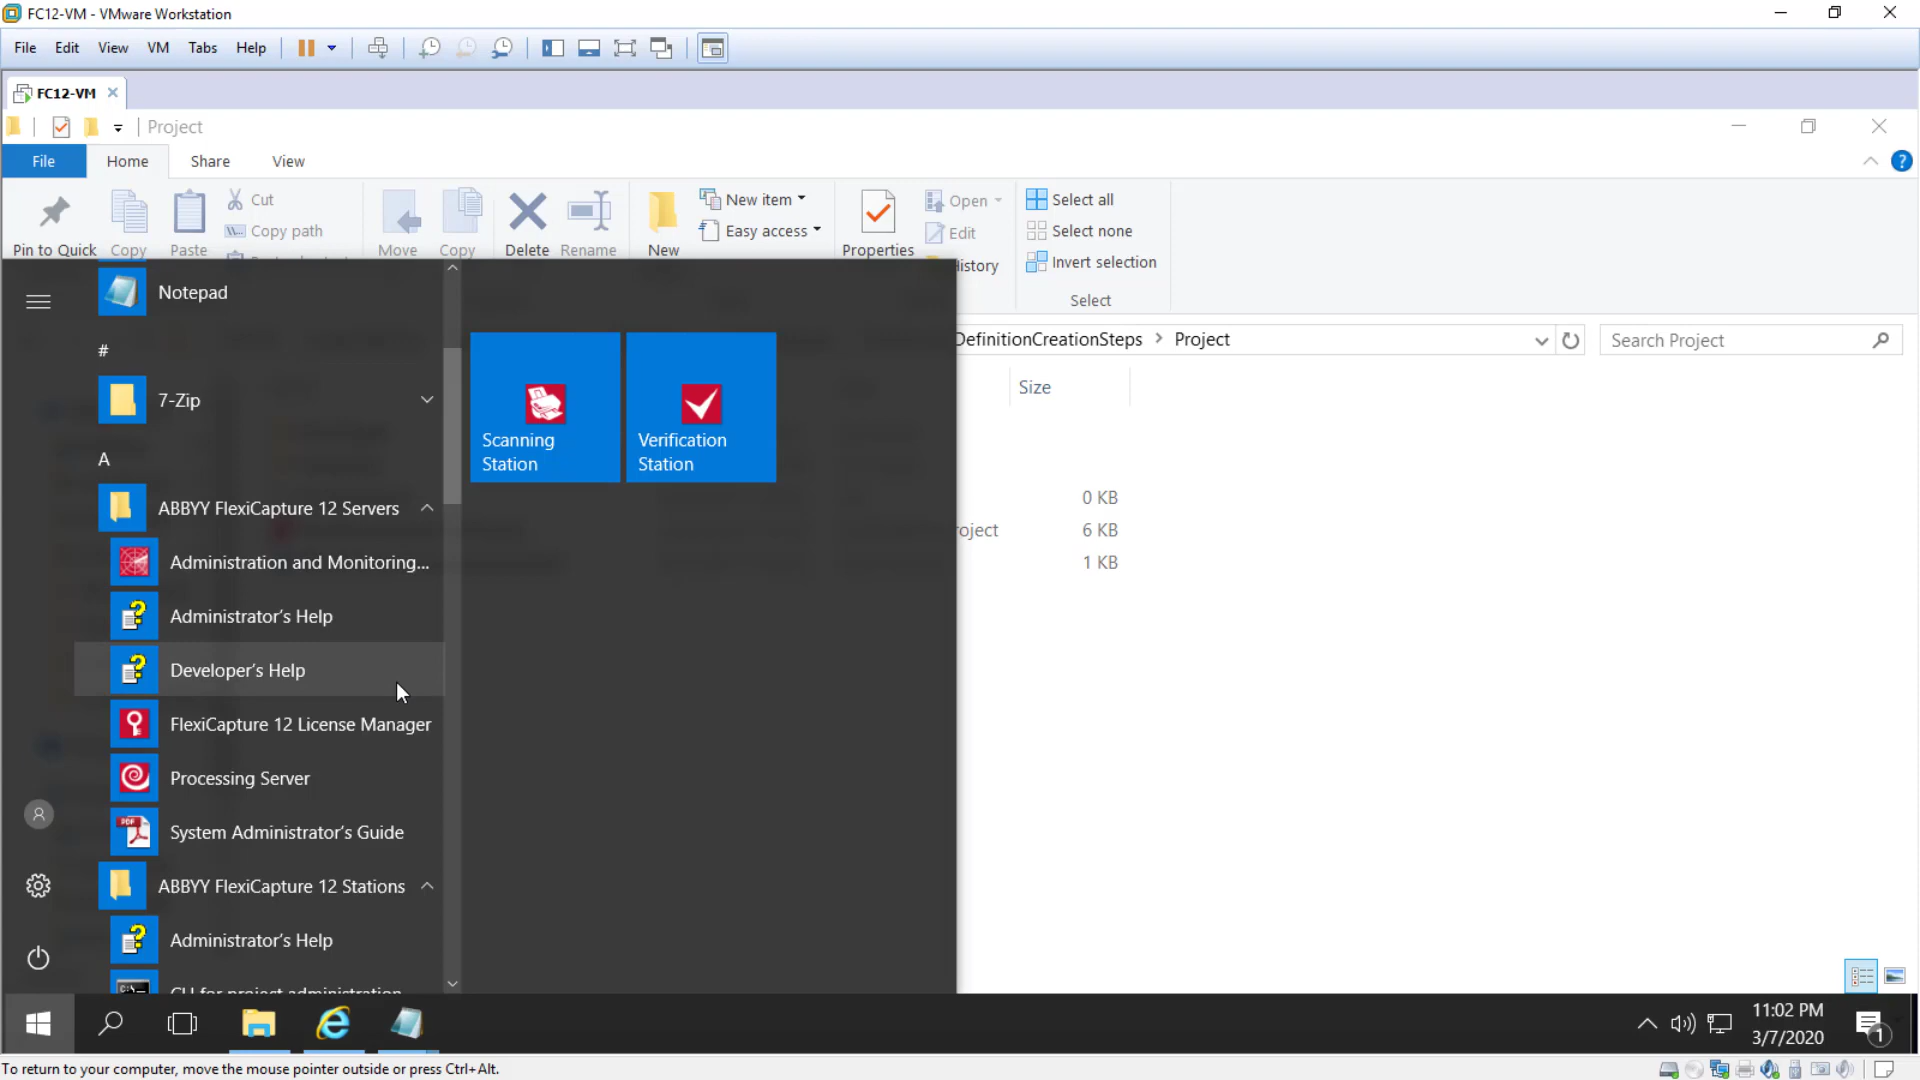 FC12-VM - VMware Workstation
File Edit View VM Tabs Help
FC12-VM
Project
File Home Share View
Pin to Quick
Copy
Paste
Cut
Copy path
Move
Copy
Delete
Rename
New
New item
Easy access
Properties
Open
Edit
History
Select all
Select none
Invert selection
Select
DefinitionCreationSteps > Project
Search Project
Size
0 KB
6 KB
1 KB
Notepad
#
7-Zip
A
ABBYY FlexiCapture 12 Servers
Administration and Monitoring...
Administrator's Help
Developer's Help
FlexiCapture 12 License Manager
Processing Server
System Administrator's Guide
ABBYY FlexiCapture 12 Stations
Administrator's Help
Scanning
Station
Verification
Station
11:02 PM
3/7/2020
1
To return to your computer, move the mouse pointer outside or press Ctrl+Alt.